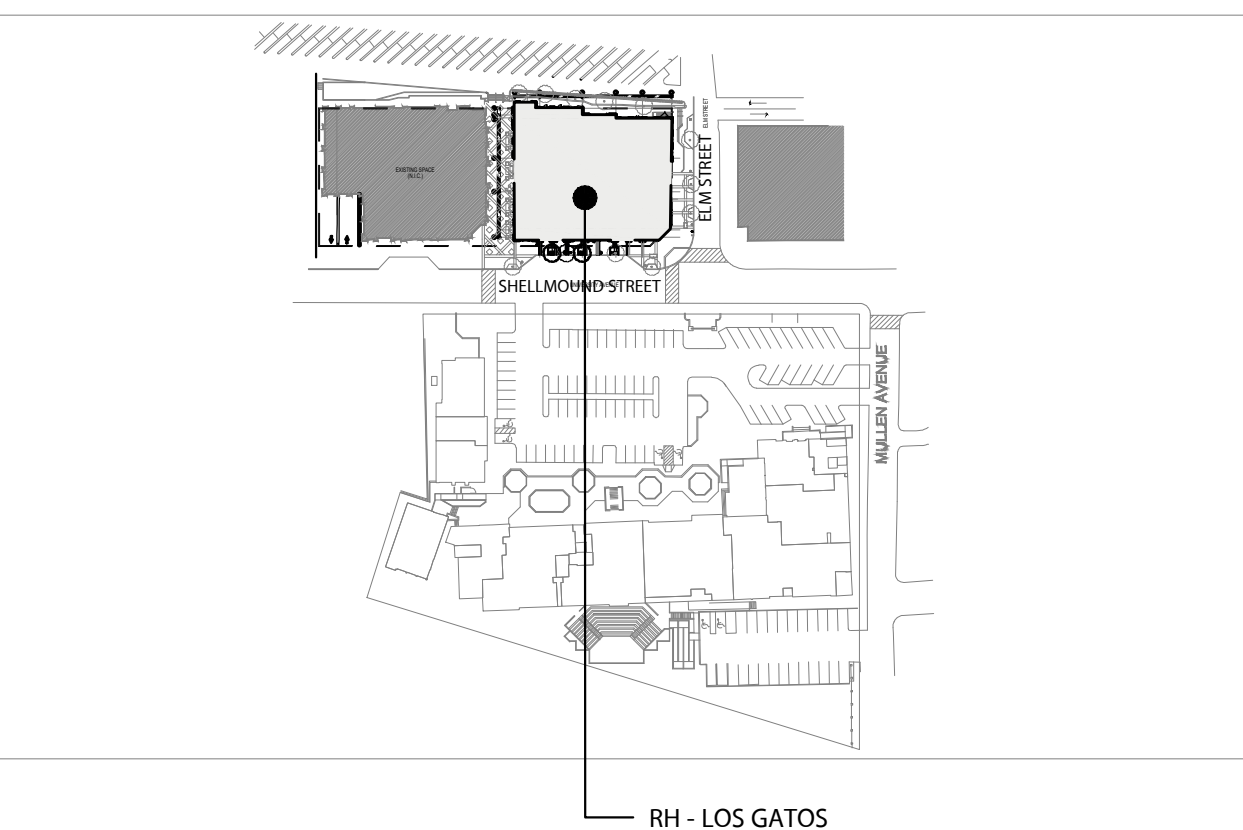 ELM STREET
EXISTING SPACE
(N.I.C.)
ELM STREET
SHELLMOUND STREET
MULLEN AVENUE
RH - LOS GATOS